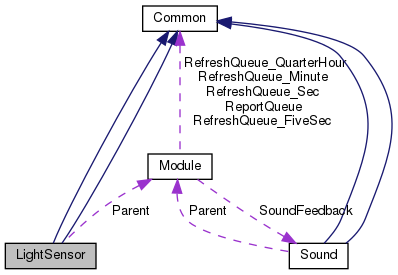 Common
RefreshQueue_QuarterHour
RefreshQueue_Minute
RefreshQueue_Sec
ReportQueue
RefreshQueue_FiveSec
Module
Parent
Parent
SoundFeedback
LightSensor
Sound